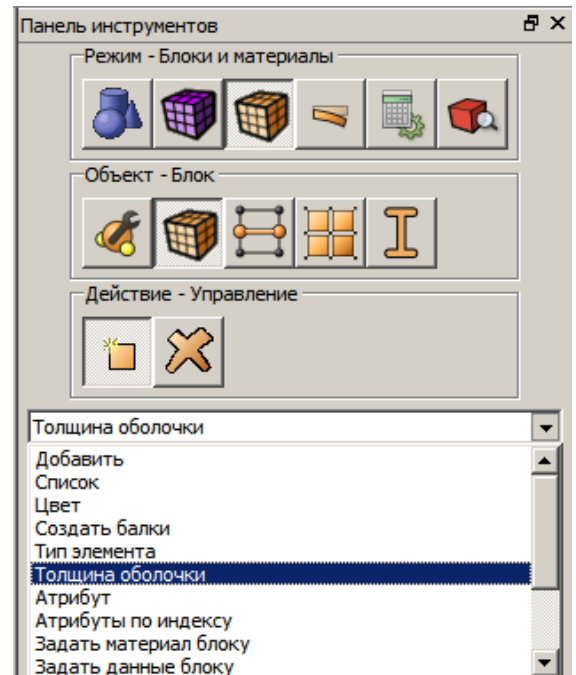 Панель инструментов
Режим - Блоки и материалы
Объект - Блок
Действие - Управление
Толщина оболочки
Добавить
Список
Цвет
Создать балки
Тип элемента
Толщина оболочки
Атрибут
Атрибуты по индексу
Задать материал блоку
Задать данные блоку